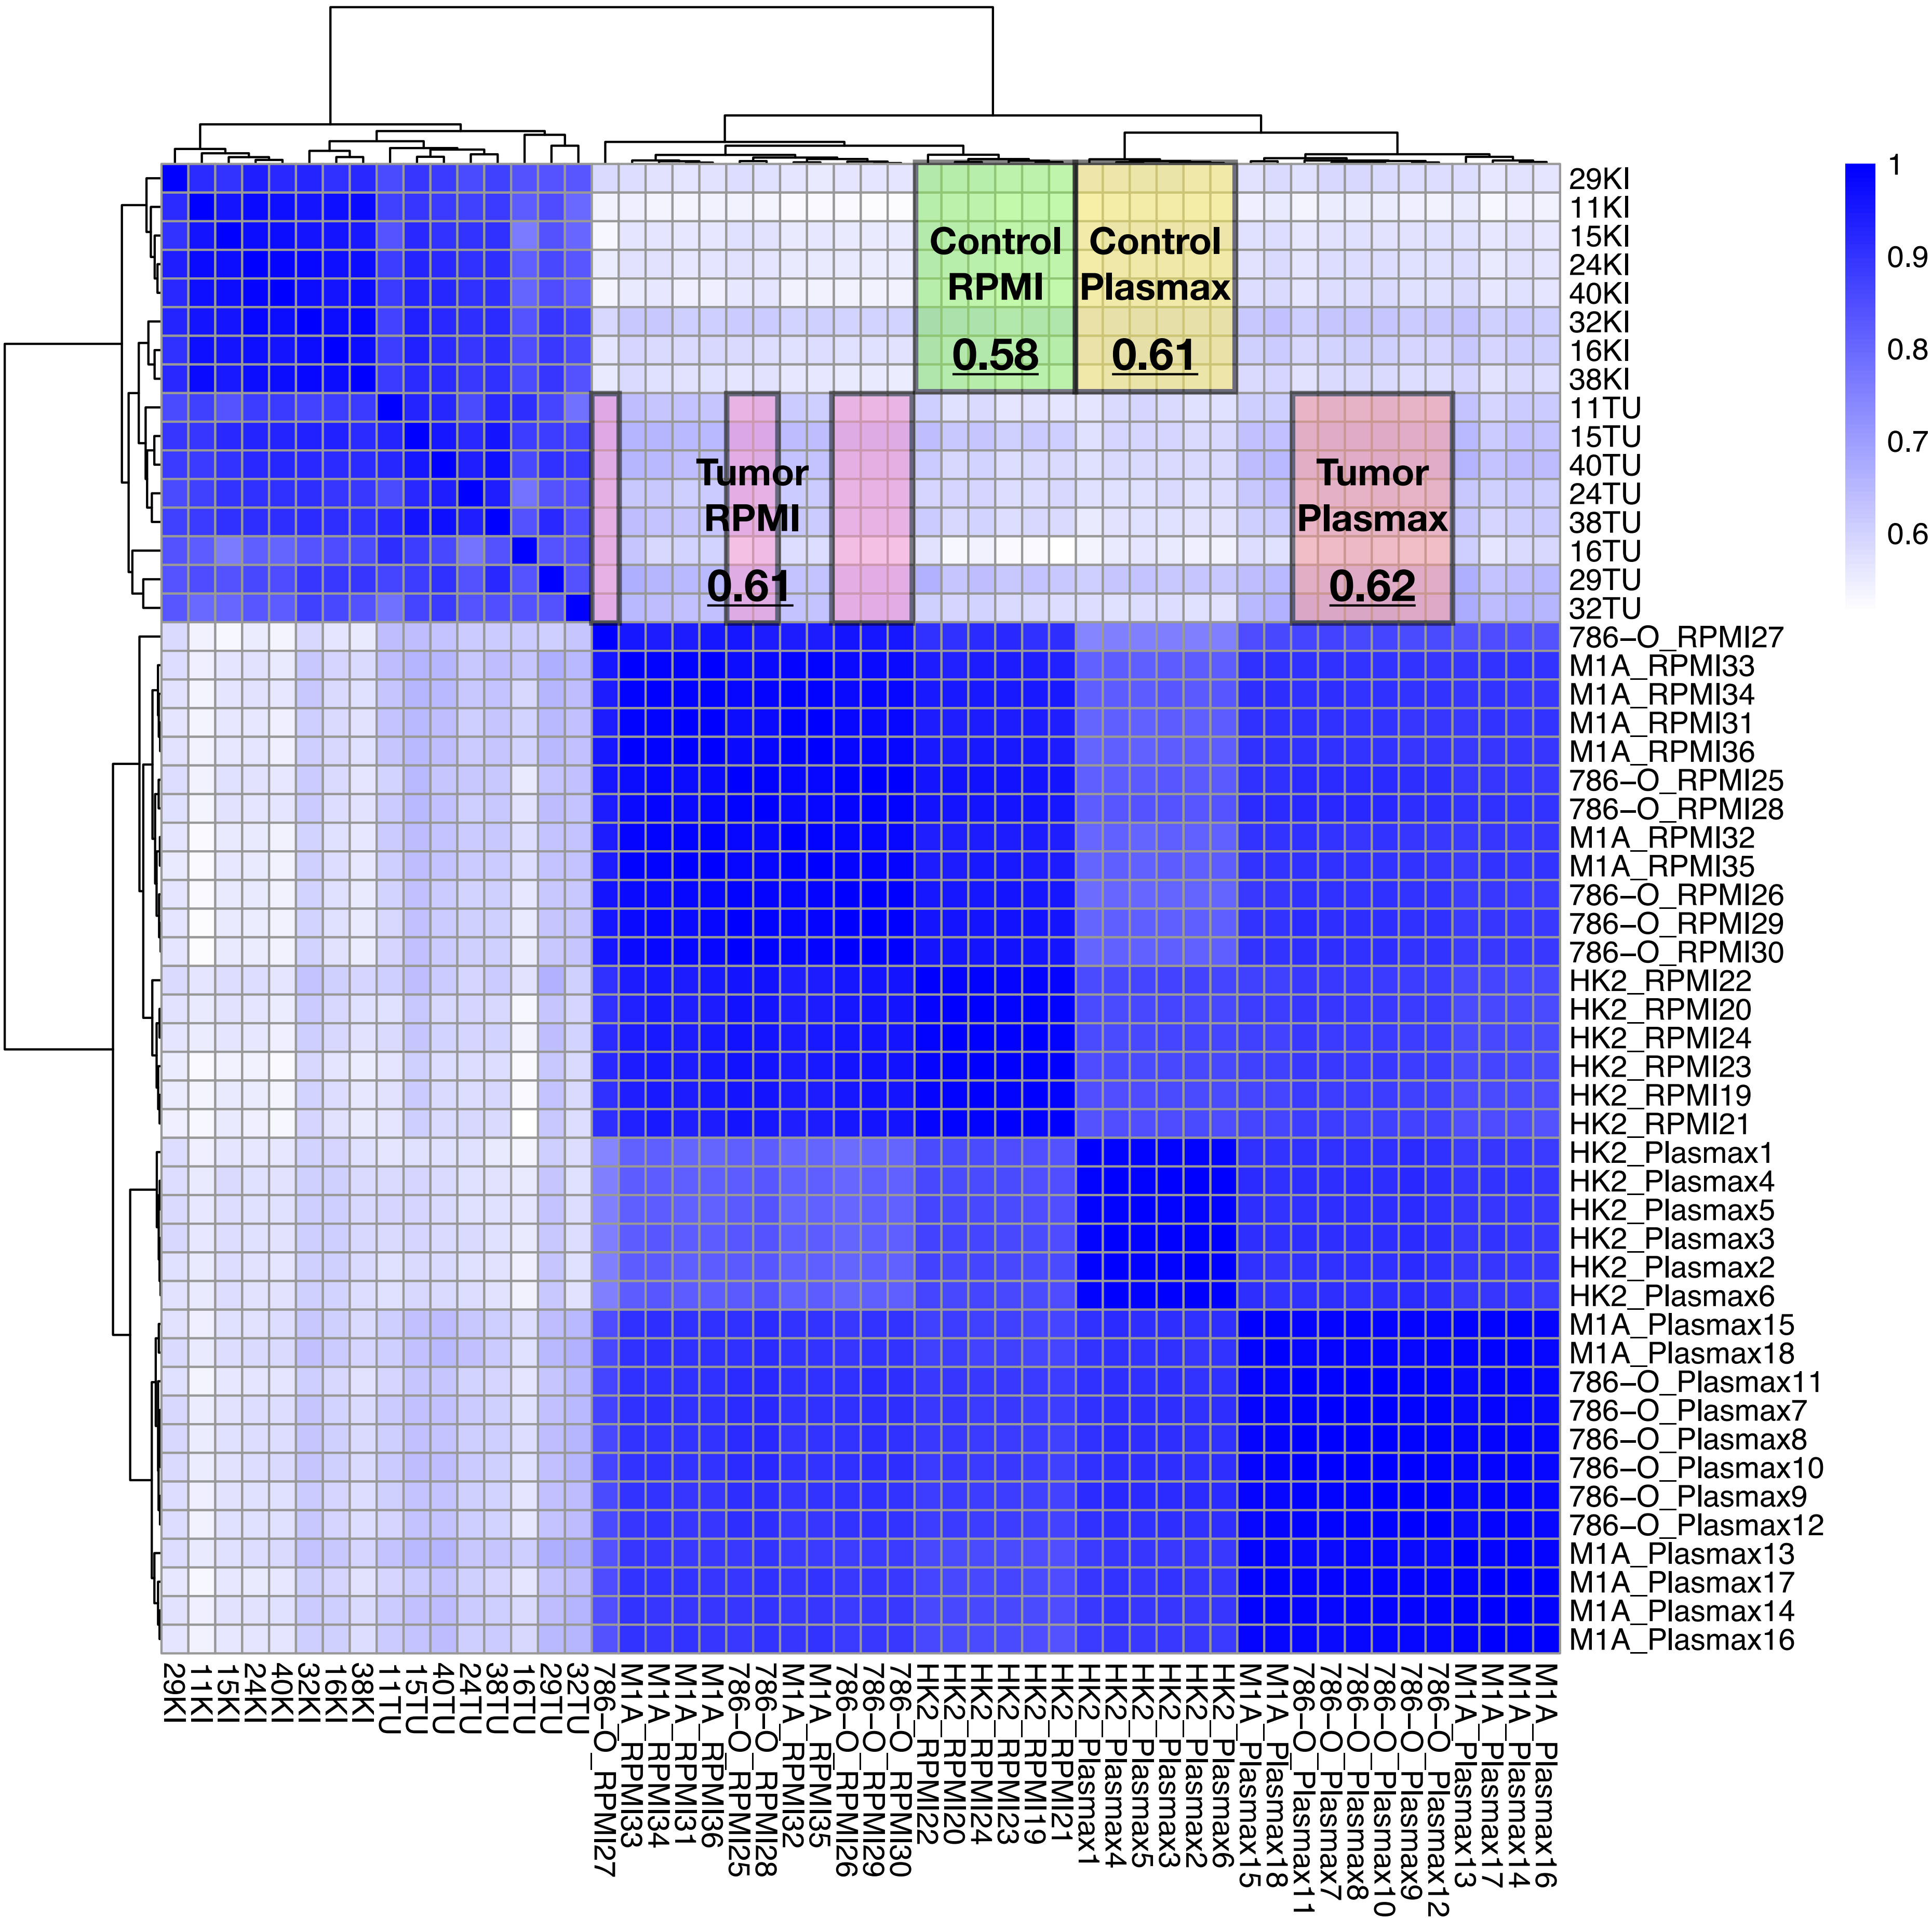 1
0.9
0.8
0.7
0.6
Control
RPMI
0.58
Control
Plasmax
0.61
Tumor
RPMI
0.61
Tumor
Plasmax
0.62
29KI
11KI
15KI
24KI
40KI
32KI
16KI
38KI
11TU
15TU
40TU
24TU
38TU
16TU
29TU
32TU
786–O_RPMI27
M1A_RPMI33
M1A_RPMI34
M1A_RPMI31
M1A_RPMI36
786–O_RPMI25
786–O_RPMI28
M1A_RPMI32
M1A_RPMI35
786–O_RPMI26
786–O_RPMI29
786–O_RPMI30
HK2_RPMI22
HK2_RPMI20
HK2_RPMI24
HK2_RPMI23
HK2_RPMI19
HK2_RPMI21
HK2_Plasmax1
HK2_Plasmax4
HK2_Plasmax5
HK2_Plasmax3
HK2_Plasmax2
HK2_Plasmax6
M1A_Plasmax15
M1A_Plasmax18
786–O_Plasmax11
786–O_Plasmax7
786–O_Plasmax8
786–O_Plasmax10
786–O_Plasmax9
786–O_Plasmax12
M1A_Plasmax13
M1A_Plasmax17
M1A_Plasmax14
M1A_Plasmax16
29KI
11KI
15KI
24KI
40KI
32KI
16KI
38KI
11TU
15TU
40TU
24TU
38TU
16TU
29TU
32TU
786–O_RPMI27
M1A_RPMI33
M1A_RPMI34
M1A_RPMI31
M1A_RPMI36
786–O_RPMI25
786–O_RPMI28
M1A_RPMI32
M1A_RPMI35
786–O_RPMI26
786–O_RPMI29
786–O_RPMI30
HK2_RPMI22
HK2_RPMI20
HK2_RPMI24
HK2_RPMI23
HK2_RPMI19
HK2_RPMI21
HK2_Plasmax1
HK2_Plasmax4
HK2_Plasmax5
HK2_Plasmax3
HK2_Plasmax2
HK2_Plasmax6
M1A_Plasmax15
M1A_Plasmax18
786–O_Plasmax11
786–O_Plasmax7
786–O_Plasmax8
786–O_Plasmax10
786–O_Plasmax9
786–O_Plasmax12
M1A_Plasmax13
M1A_Plasmax17
M1A_Plasmax14
M1A_Plasmax16